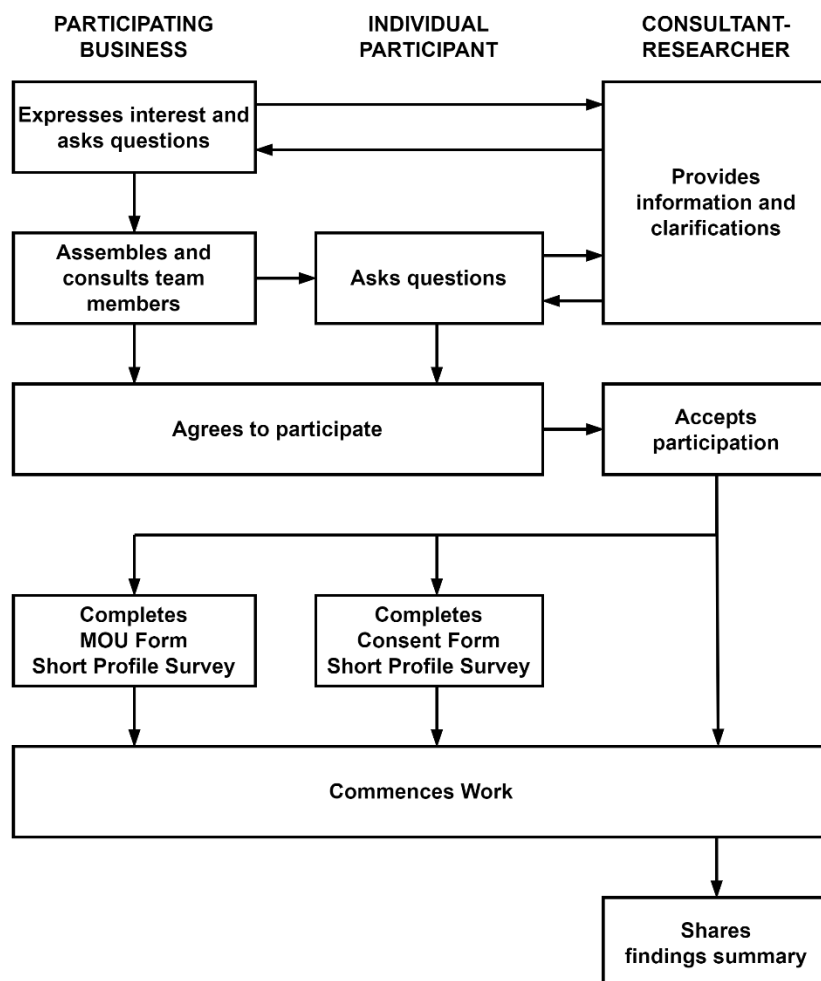 PARTICIPATING
BUSINESS
INDIVIDUAL
PARTICIPANT
CONSULTANT-
RESEARCHER
Expresses interest and
asks questions
Provides
information and
clarifications
Assembles and
consults team
members
Asks questions
Agrees to participate
Accepts
participation
Completes
MOU Form
Short Profile Survey
Completes
Consent Form
Short Profile Survey
Commences Work
Shares
findings summary